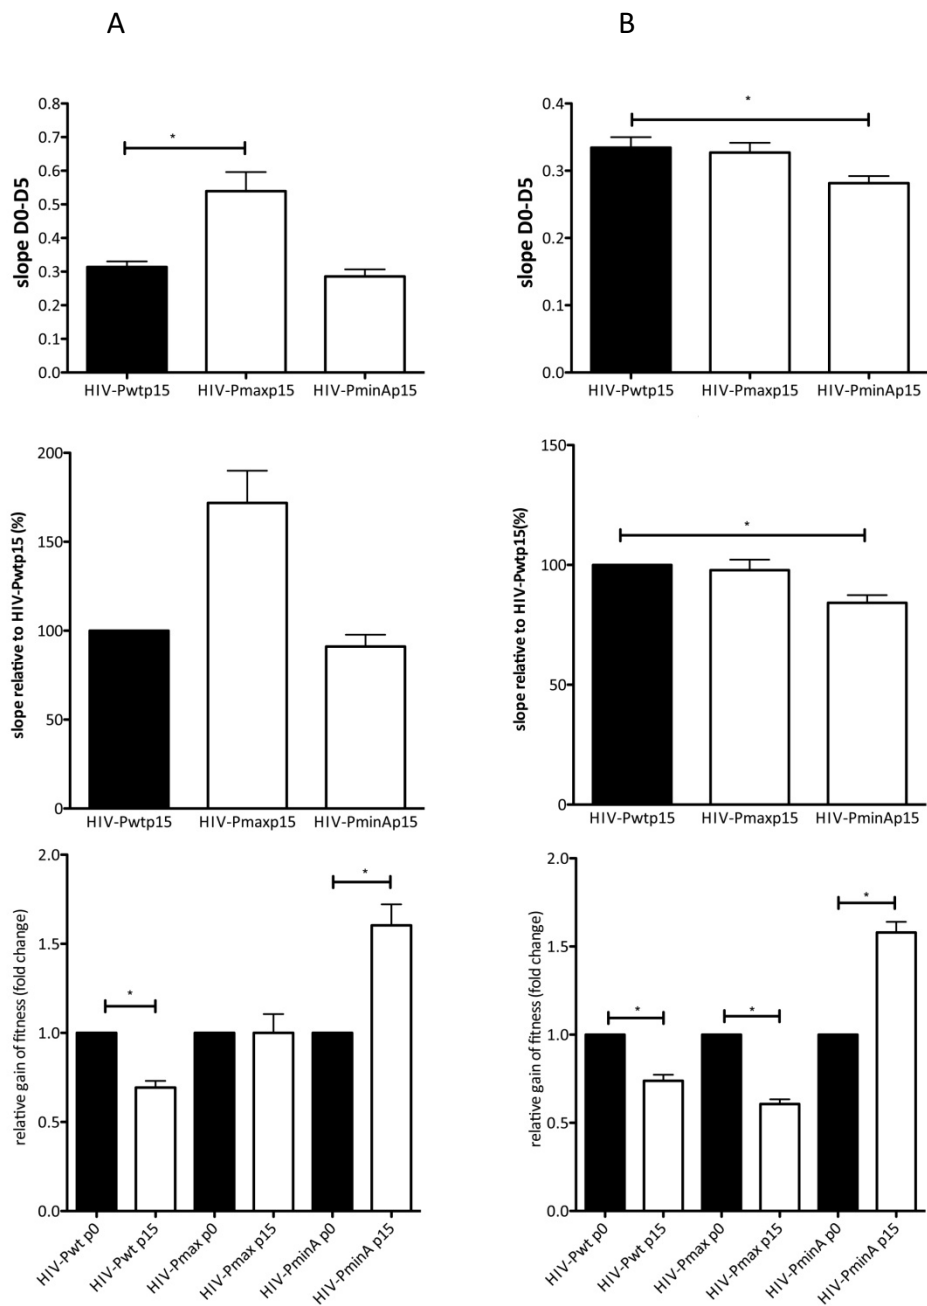 A
B
slope D0-D5
0.8
0.7
0.6
0.5
0.4
0.3
0.2
0.1
0.0
*
HIV-Pwtp15
HIV-Pmaxp15
HIV-PminAp15
slope D0-D5
0.4
0.3
0.2
0.1
0.0
*
HIV-Pwtp15
HIV-Pmaxp15
HIV-PminAp15
slope relative to HIV-Pwtp15 (%)
200
150
100
50
0
HIV-Pwtp15
HIV-Pmaxp15
HIV-PminAp15
slope relative to HIV-Pwtp15(%)
150
100
50
0
*
HIV-Pwtp15
HIV-Pmaxp15
HIV-PminAp15
relative gain of fitness (fold change)
2.0
1.5
1.0
0.5
0.0
*
*
HIV-Pwt p0
HIV-Pwt p15
HIV-Pmax p0
HIV-Pmax p15
HIV-PminA p0
HIV-PminA p15
relative gain of fitness (fold change)
2.0
1.5
1.0
0.5
0.0
*
*
*
HIV-Pwt p0
HIV-Pwt p15
HIV-Pmax p0
HIV-Pmax p15
HIV-PminA p0
HIV-PminA p15